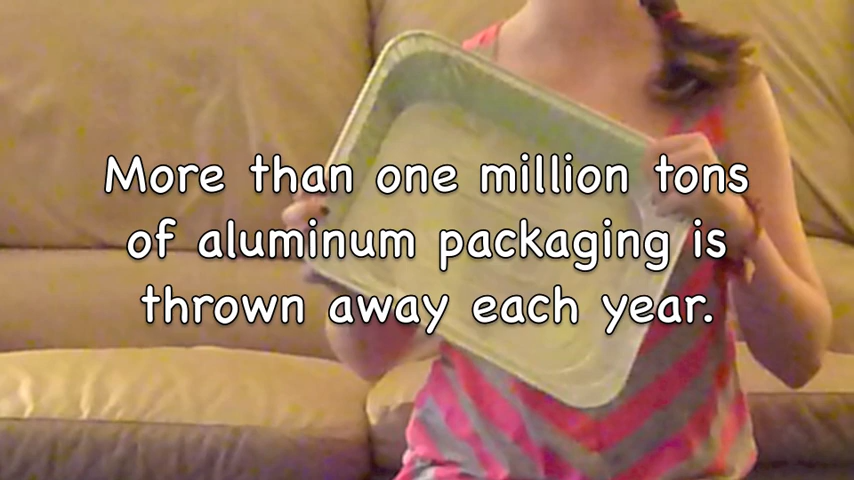 More than one million tons
of aluminum packaging is
thrown away each year.